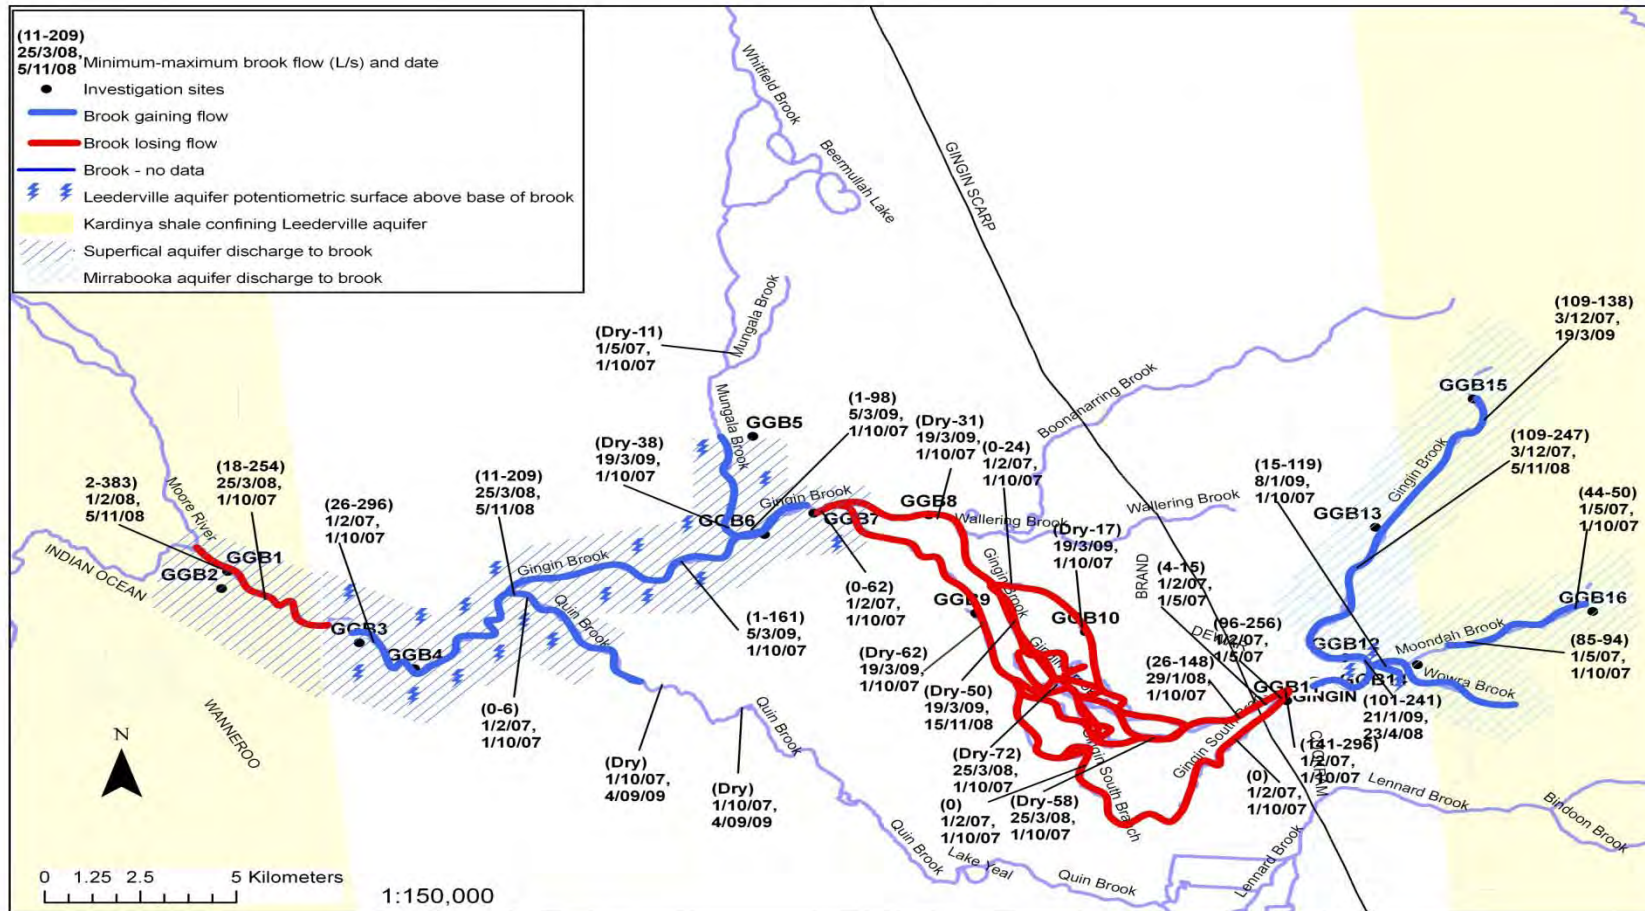 (11-209)
25/3/08,
5/11/08
Minimum-maximum brook flow (L/s) and date
Investigation sites
Brook gaining flow
Brook losing flow
Brook - no data
Leederville aquifer potentiometric surface above base of brook
Kardinya shale confining Leederville aquifer
Superfical aquifer discharge to brook
Mirrabooka aquifer discharge to brook
Whitfield Brook
Beermullah Lake
GINGIN SCARP
Mungala Brook
(Dry-11)
1/5/07,
1/10/07
Mungala Brook
GGB5
(1-98)
5/3/09,
1/10/07
(Dry-38)
19/3/09,
1/10/07
(Dry-31)
19/3/09,
1/10/07
(0-24)
1/2/07,
1/10/07
Boonanarring Brook
(109-138)
3/12/07,
19/3/09
GGB15
Gingin Brook
(109-247)
3/12/07,
5/11/08
(15-119)
8/1/09,
1/10/07
(44-50)
1/5/07,
1/10/07
GGB13
GGB16
Moore River
2-383)
1/2/08,
5/11/08
(18-254)
25/3/08,
1/10/07
(26-296)
1/2/07,
1/10/07
(11-209)
25/3/08,
5/11/08
GGB6
Gingin Brook
GGB7
GGB8
Wallering Brook
Wallering Brook
(Dry-17)
19/3/09,
1/10/07
INDIAN OCEAN
GGB1
GGB2
GGB3
GGB4
Gingin Brook
Quin Brook
(0-6)
1/2/07,
1/10/07
(1-161)
5/3/09,
1/10/07
(0-62)
1/2/07,
1/10/07
GGB9
Gingin Brook
GGB10
BRAND
(4-15)
1/2/07,
1/5/07
(96-256)
1/2/07,
1/5/07
(26-148)
29/1/08,
1/10/07
GGB12
Moondah Brook
Wowra Brook
(85-94)
1/5/07,
1/10/07
GINGIN
(101-241)
21/1/09,
23/4/08
(141-296)
1/2/07,
1/10/07
(0)
1/2/07,
1/10/07
(Dry-62)
19/3/09,
1/10/07
(Dry-50)
19/3/09,
15/11/08
(Dry-72)
25/3/08,
1/10/07
(0)
1/2/07,
1/10/07
(Dry-58)
25/3/08,
1/10/07
Gingin South Branch
WANNEROO
(Dry)
1/10/07,
4/09/09
(Dry)
1/10/07,
4/09/09
Quin Brook
Quin Brook
Lake Yeal
Quin Brook
Lennard Brook
Lennard Brook
Bindoon Brook
N
0 1.25 2.5 5 Kilometers
1:150,000